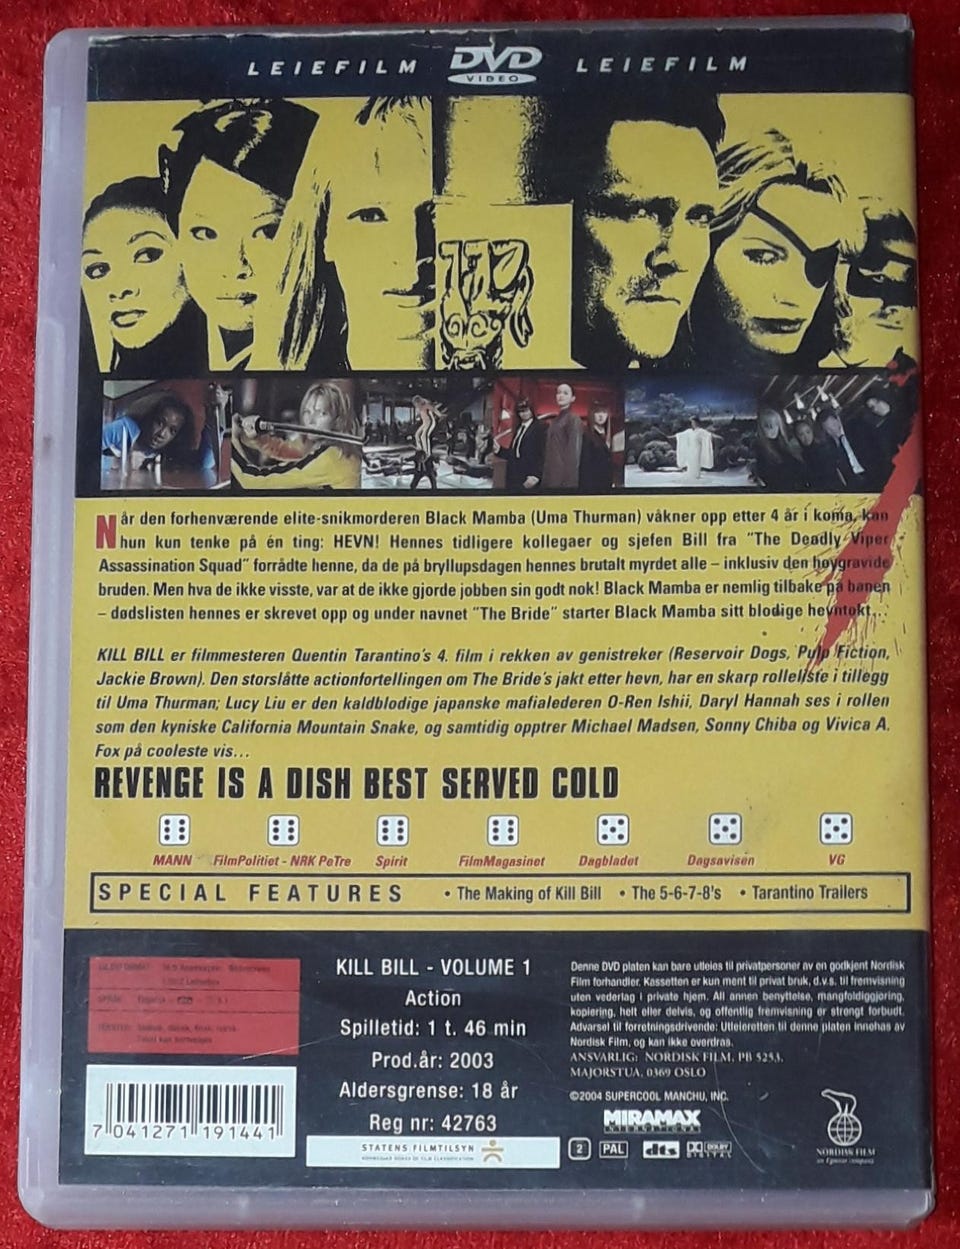 LEIEFILM DVD VIDEO LEIEFILM
Når den forhenværende elite-snikmorderen Black Mamba (Uma Thurman) våkner opp etter 4 år i koma, kan
hun kun tenke på én ting: HEVN! Hennes tidligere kollegaer og sjefen Bill fra "The Deadly Viper
Assassination Squad" forrådte henne, da de på bryllupsdagen hennes brutalt myrdet alle – inklusiv den høygravide
bruden. Men hva de ikke visste, var at de ikke gjorde jobben sin godt nok! Black Mamba er nemlig tilbake på banen
– dødslisten hennes er skrevet opp og under navnet "The Bride" starter Black Mamba sitt blodige hevntokt...
KILL BILL er filmmesteren Quentin Tarantino's 4. film i rekken av genistreker (Reservoir Dogs, Pulp Fiction,
Jackie Brown). Den storslåtte actionfortellingen om The Bride's jakt etter hevn, har en skarp rolleliste i tillegg
til Uma Thurman; Lucy Liu er den kaldblodige japanske mafialederen O-Ren Ishii, Daryl Hannah ses i rollen
som den kyniske California Mountain Snake, og samtidig opptrer Michael Madsen, Sonny Chiba og Vivica A.
Fox på cooleste vis...
REVENGE IS A DISH BEST SERVED COLD
MANN FilmPolitiet - NRK PeTre Spirit FilmMagasinet Dagbladet Dagsavisen VG
SPECIAL FEATURES • The Making of Kill Bill • The 5-6-7-8's • Tarantino Trailers
KILL BILL - VOLUME 1
Action
Spilletid: 1 t. 46 min
Prod.år: 2003
Aldersgrense: 18 år
Reg nr: 42763
STATENS FILMTILSYN
NORWEGIAN BOARD OF FILM CLASSIFICATION
7 041271 191441
Denne DVD platen kan bare utleies til privatpersoner av en godkjent Nordisk
Film forhandler. Kassetten er kun ment til privat bruk, d.v.s. til fremvisning
uten vederlag i private hjem. All annen benyttelse, mangfoldiggjøring,
kopiering, helt eller delvis, og offentlig fremvisning er strengt forbudt.
Advarsel til forretningsdrivende: Utleieretten til denne platen innehas av
Nordisk Film, og kan ikke overdras.
ANSVARLIG: NORDISK FILM, PB 5253,
MAJORSTUA, 0369 OSLO
©2004 SUPERCOOL MANCHU, INC.
MIRAMAX
INTERNATIONAL
2 PAL dts DOLBY
DIGITAL
NORDISK FILM
an Egmont company